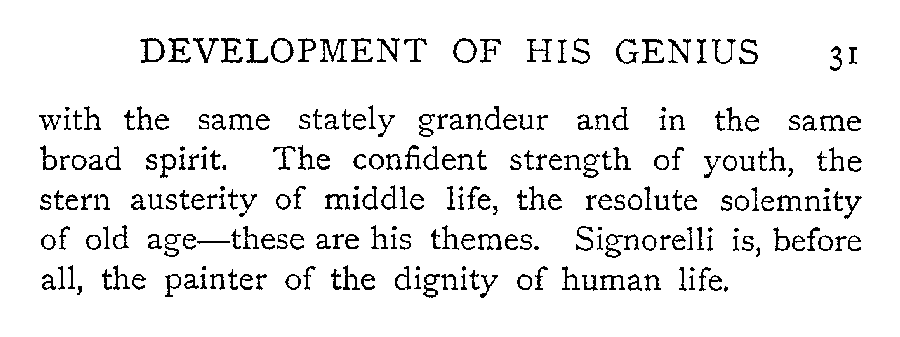 DEVELOPMENT OF HIS GENIUS 31
with the same stately grandeur and in the same
broad spirit. The confident strength of youth, the
stern austerity of middle life, the resolute solemnity
of old age—these are his themes. Signorelli is, before
all, the painter of the dignity of human life.